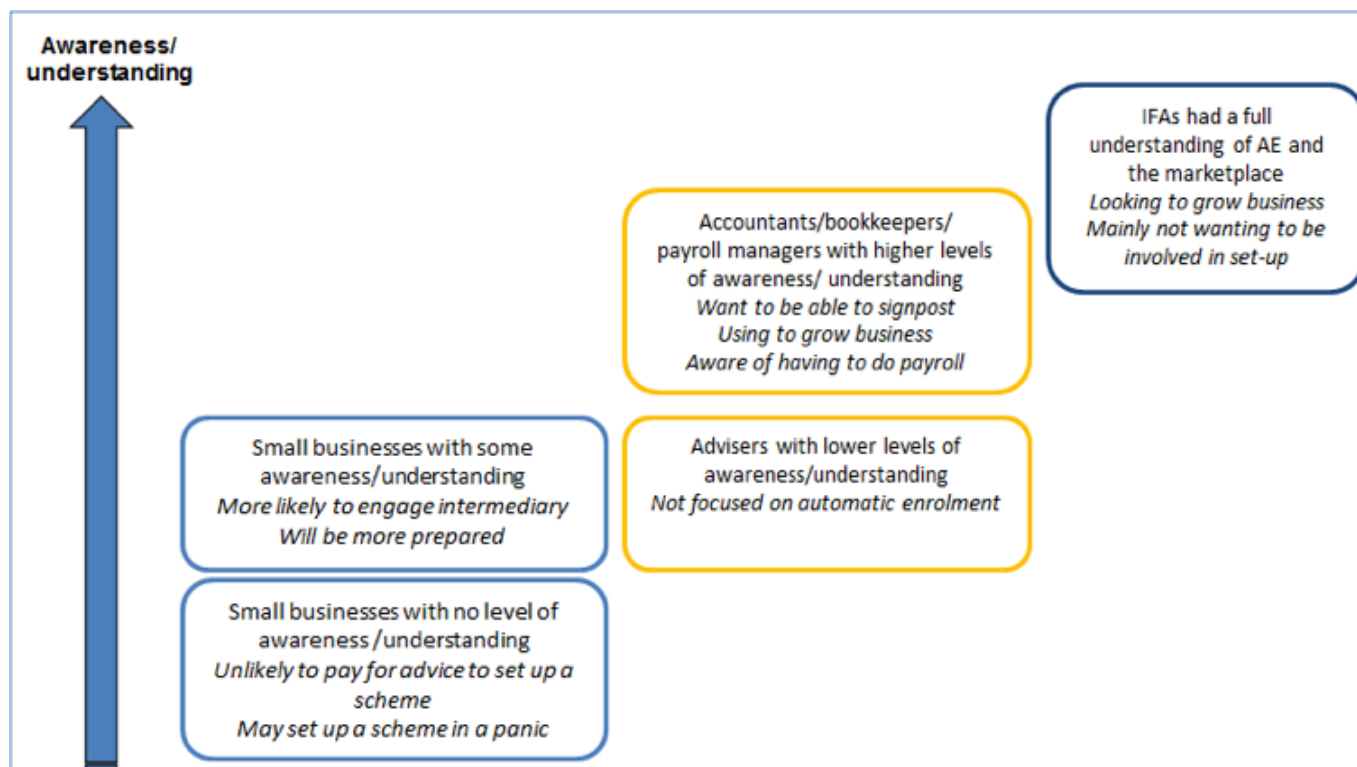 Awareness/
understanding
IFAs had a full
understanding of AE and
the marketplace
Looking to grow business
Mainly not wanting to be
involved in set-up
Accountants/bookkeepers/
payroll managers with higher levels
of awareness/ understanding
Want to be able to signpost
Using to grow business
Aware of having to do payroll
Small businesses with some
awareness/understanding
More likely to engage intermediary
Will be more prepared
Advisers with lower levels of
awareness/understanding
Not focused on automatic enrolment
Small businesses with no level of
awareness /understanding
Unlikely to pay for advice to set up a
scheme
May set up a scheme in a panic